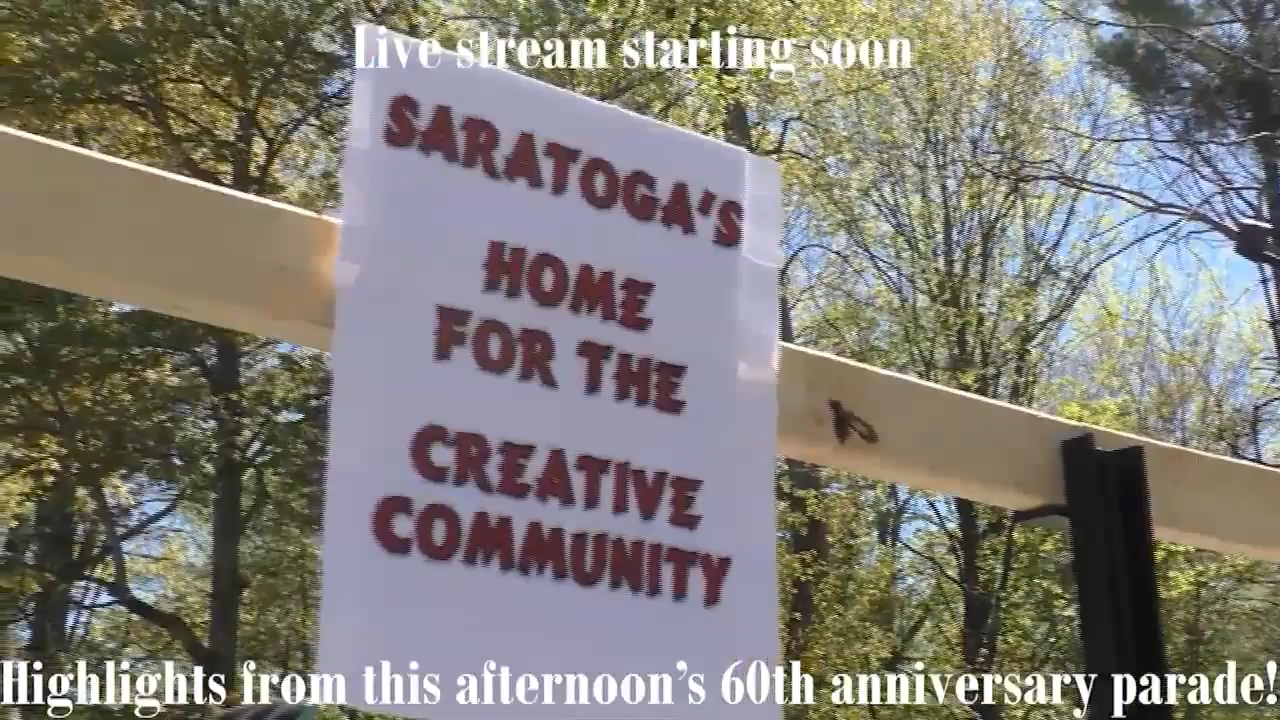 Live stream starting soon
SARATOGA'S
HOME
FOR THE
CREATIVE
COMMUNITY
Highlights from this afternoon's 60th anniversary parade!